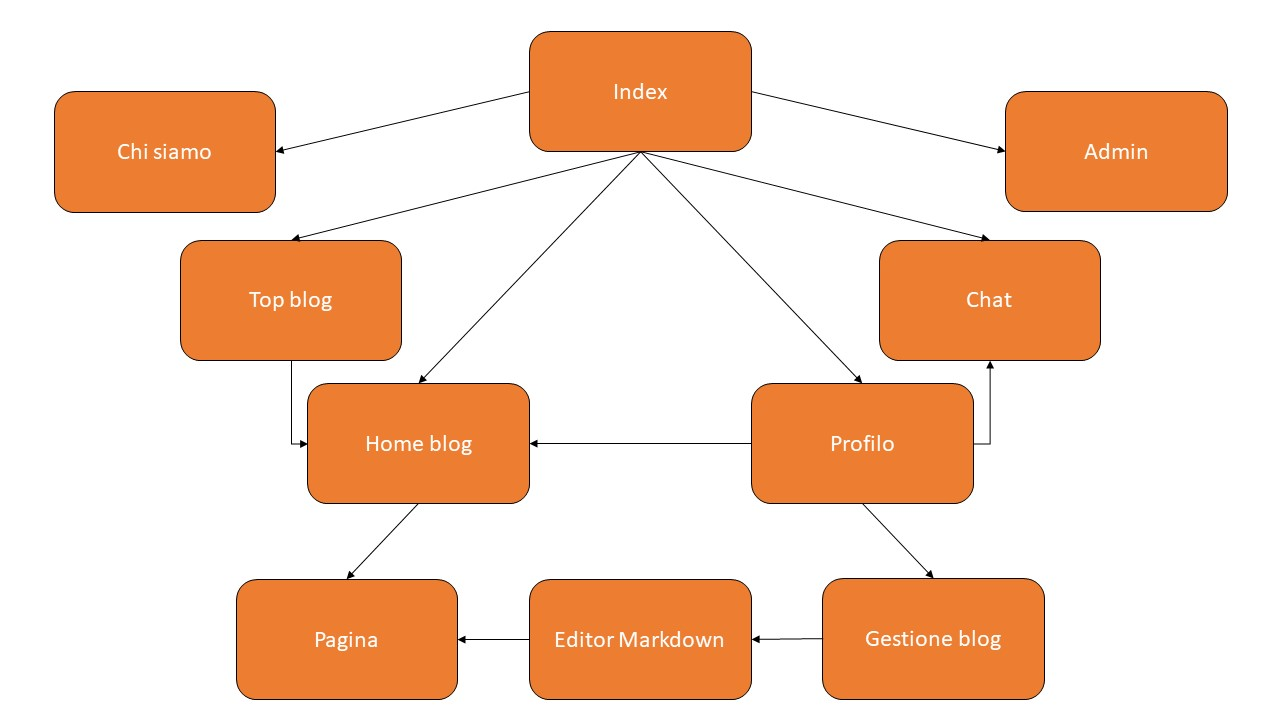 Index
Chi siamo
Admin
Top blog
Chat
Home blog
Profilo
Pagina
Editor Markdown
Gestione blog